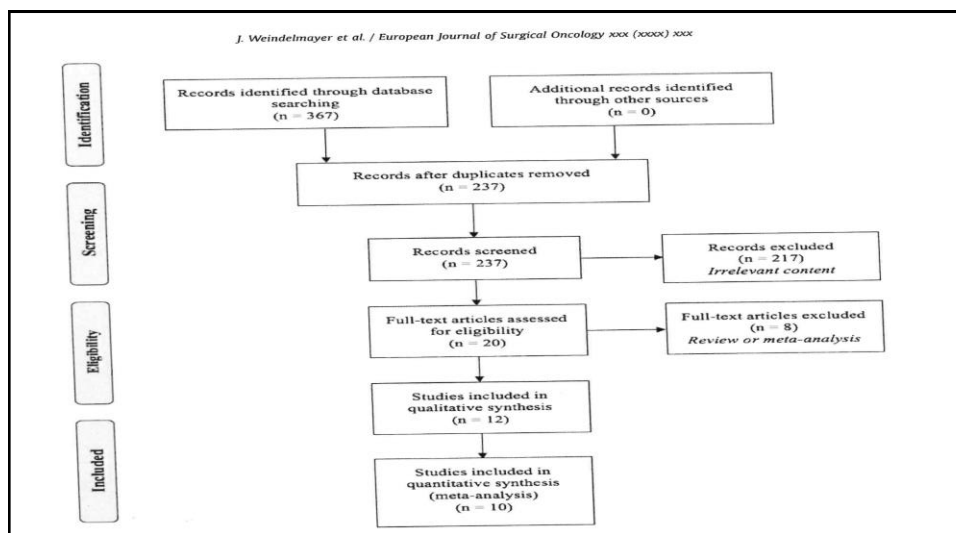 J. Weindelmayer et al. / European Journal of Surgical Oncology xxx (xxxx) xxx
Identification
Records identified through database
searching
(n = 367)
Additional records identified
through other sources
(n = 0)
Records after duplicates removed
(n = 237)
Screening
Records screened
(n = 237)
Records excluded
(n = 217)
Irrelevant content
Eligibility
Full-text articles assessed
for eligibility
(n = 20)
Full-text articles excluded
(n = 8)
Review or meta-analysis
Studies included in
qualitative synthesis
(n = 12)
Included
Studies included in
quantitative synthesis
(meta-analysis)
(n = 10)